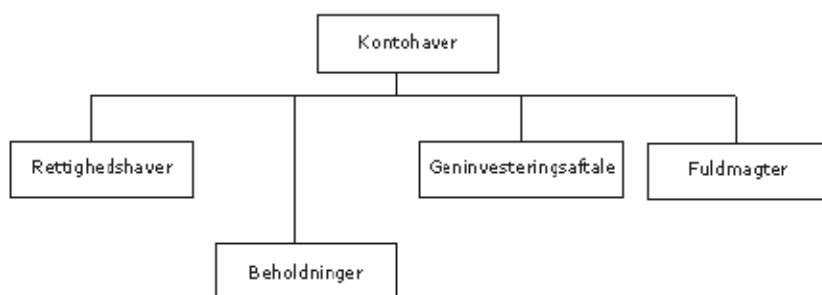 Kontohaver
Rettighedshaver
Geninvesteringsaftale
Fuldmagter
Beholdninger